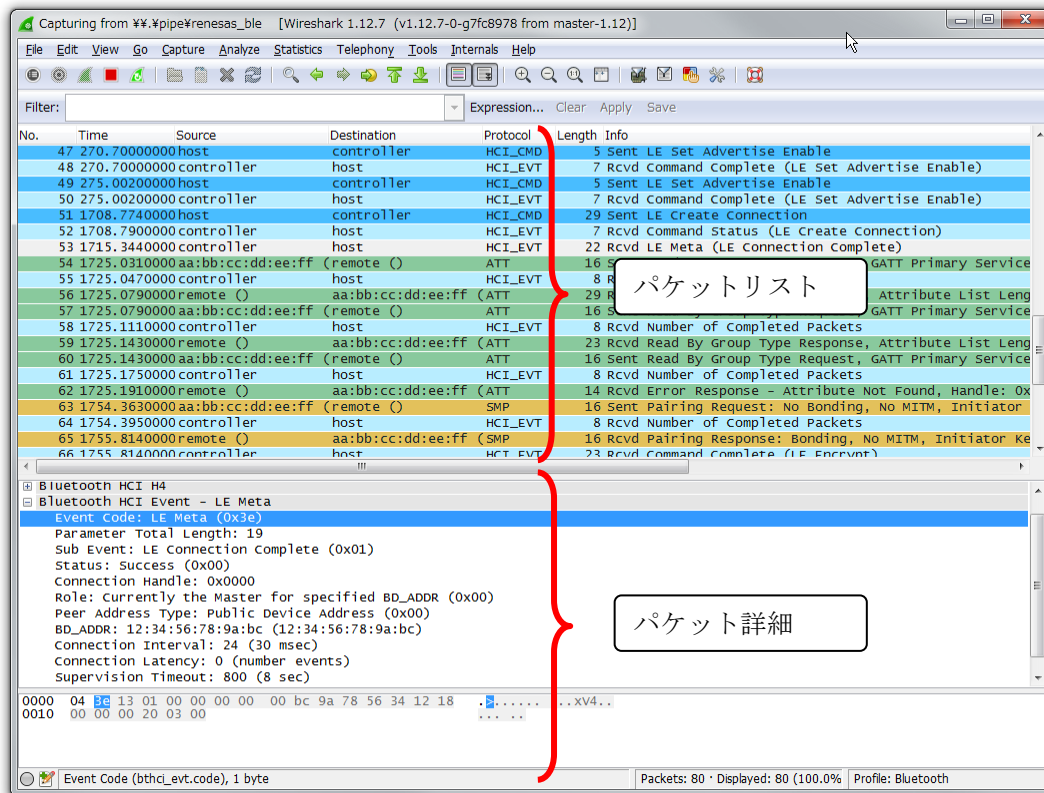 Capturing from ¥¥.¥pipe¥renesas_ble [Wireshark 1.12.7 (v1.12.7-0-g7fc8978 from master-1.12)]
File Edit View Go Capture Analyze Statistics Telephony Tools Internals Help
Filter: Expression... Clear Apply Save
No. Time Source Destination Protocol Length Info
47 270.70000000 host controller HCI_CMD 5 Sent LE Set Advertise Enable
48 270.70000000 controller host HCI_EVT 7 Rcvd Command Complete (LE Set Advertise Enable)
49 275.00200000 host controller HCI_CMD 5 Sent LE Set Advertise Enable
50 275.00200000 controller host HCI_EVT 7 Rcvd Command Complete (LE Set Advertise Enable)
51 1708.7740000 host controller HCI_CMD 29 Sent LE Create Connection
52 1708.7900000 controller host HCI_EVT 7 Rcvd Command Status (LE Create Connection)
53 1715.3440000 controller host HCI_EVT 22 Rcvd LE Meta (LE Connection Complete)
54 1725.0310000 aa:bb:cc:dd:ee:ff (remote () ATT 16 GATT Primary Service
55 1725.0470000 controller host HCI_EVT 8
パケットリスト
56 1725.0790000 remote () aa:bb:cc:dd:ee:ff (ATT 29 Attribute List Leng
57 1725.0790000 aa:bb:cc:dd:ee:ff (remote () ATT 16 GATT Primary Service
58 1725.1110000 controller host HCI_EVT 8 Rcvd Number of Completed Packets
59 1725.1430000 remote () aa:bb:cc:dd:ee:ff (ATT 23 Rcvd Read By Group Type Response, Attribute List Leng
60 1725.1430000 aa:bb:cc:dd:ee:ff (remote () ATT 16 Sent Read By Group Type Request, GATT Primary Service
61 1725.1750000 controller host HCI_EVT 8 Rcvd Number of Completed Packets
62 1725.1910000 remote () aa:bb:cc:dd:ee:ff (ATT 14 Rcvd Error Response - Attribute Not Found, Handle: 0x
63 1754.3630000 aa:bb:cc:dd:ee:ff (remote () SMP 16 Sent Pairing Request: No Bonding, No MITM, Initiator
64 1754.3950000 controller host HCI_EVT 8 Rcvd Number of Completed Packets
65 1755.8140000 remote () aa:bb:cc:dd:ee:ff (SMP 16 Rcvd Pairing Response: Bonding, No MITM, Initiator Ke
66 1755.8140000 controller host HCI_EVT 23 Rcvd Command Complete (LE Encrypt)
Bluetooth HCI H4
Bluetooth HCI Event - LE Meta
Event Code: LE Meta (0x3e)
Parameter Total Length: 19
Sub Event: LE Connection Complete (0x01)
Status: Success (0x00)
Connection Handle: 0x0000
Role: Currently the Master for specified BD_ADDR (0x00)
Peer Address Type: Public Device Address (0x00)
パケット詳細
BD_ADDR: 12:34:56:78:9a:bc (12:34:56:78:9a:bc)
Connection Interval: 24 (30 msec)
Connection Latency: 0 (number events)
Supervision Timeout: 800 (8 sec)
0000 04 3e 13 01 00 00 00 00 00 bc 9a 78 56 34 12 18 .>...... ...xV4..
0010 00 00 00 20 03 00 ... ..
Event Code (bthci_evt.code), 1 byte Packets: 80 · Displayed: 80 (100.0% Profile: Bluetooth